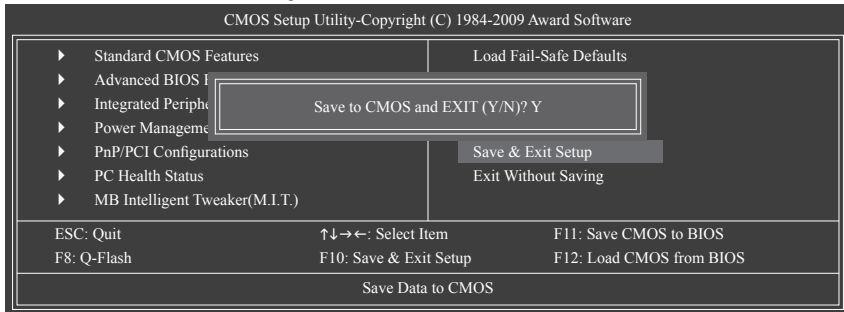 CMOS Setup Utility-Copyright (C) 1984-2009 Award Software
Standard CMOS Features
Load Fail-Safe Defaults
Advanced BIOS
Integrated
Power
Save to CMOS and EXIT (Y/N)? Y
PnP/PCI Configurations
Save & Exit Setup
PC Health Status
Exit Without Saving
MB Intelligent Tweaker(M.I.T.)
ESC: Quit
↑↓→←: Select Item
F11: Save CMOS to BIOS
F8: Q-Flash
F10: Save & Exit Setup
F12: Load CMOS from BIOS
Save Data to CMOS